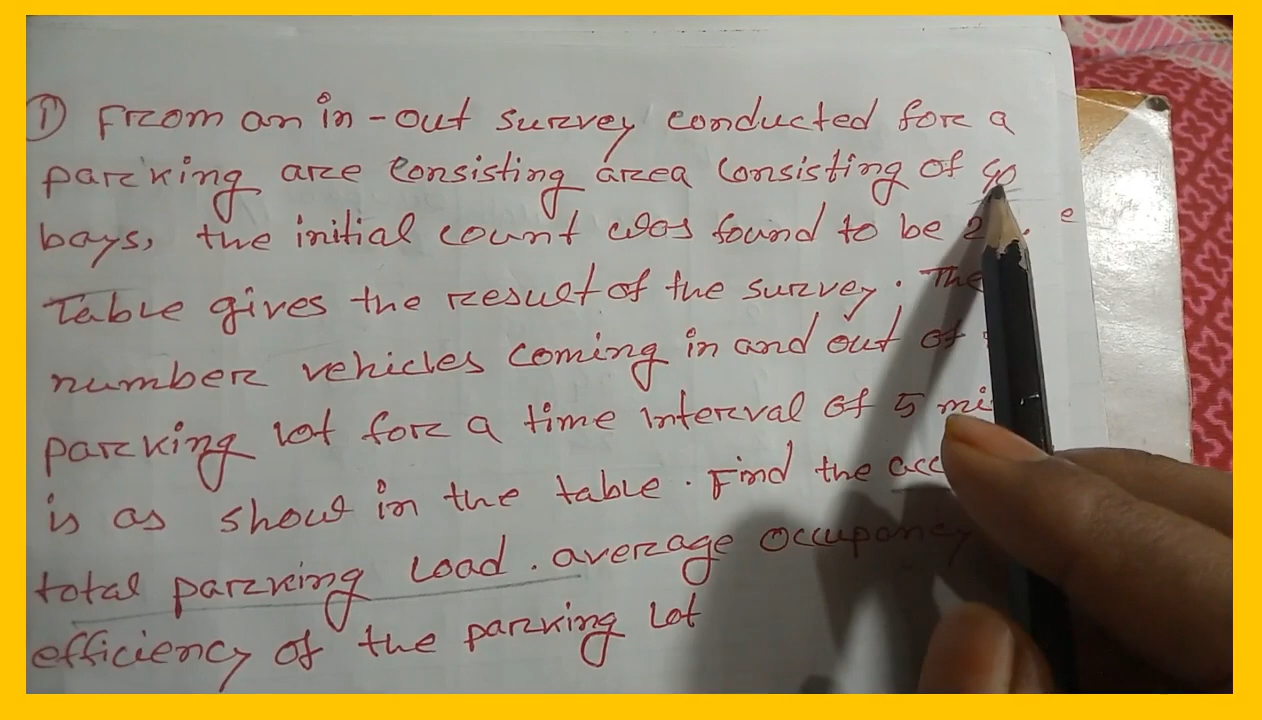 ① From an in-out survey conducted for a
parking are consisting area consisting of 40
bays, the initial count was found to be
Table gives the result of the survey. The
number vehicles coming in and out of
parking lot for a time interval of 5
is as show in the table. Find the
total parking load. average occupancy
efficiency of the parking lot